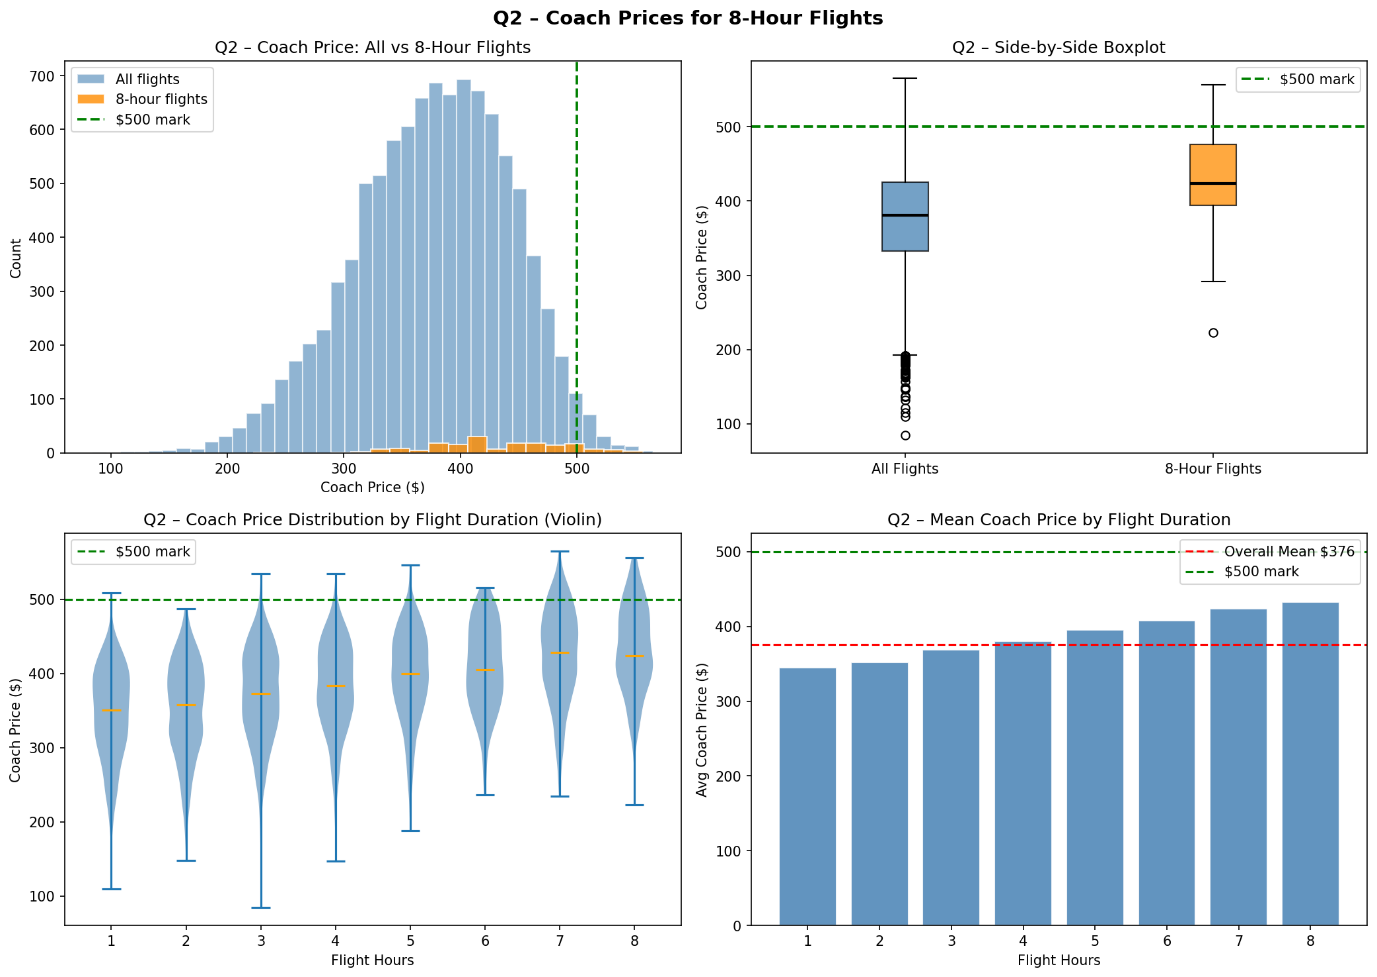 Q2 – Coach Prices for 8-Hour Flights
Q2 – Coach Price: All vs 8-Hour Flights
All flights
8-hour flights
$500 mark
700
600
500
400
300
200
100
0
Count
100 200 300 400 500
Coach Price ($)
Q2 – Side-by-Side Boxplot
$500 mark
500
400
300
200
100
Coach Price ($)
All Flights 8-Hour Flights
Q2 – Coach Price Distribution by Flight Duration (Violin)
$500 mark
500
400
300
200
100
Coach Price ($)
1 2 3 4 5 6 7 8
Flight Hours
Q2 – Mean Coach Price by Flight Duration
Overall Mean $376
$500 mark
500
400
300
200
100
0
Avg Coach Price ($)
1 2 3 4 5 6 7 8
Flight Hours